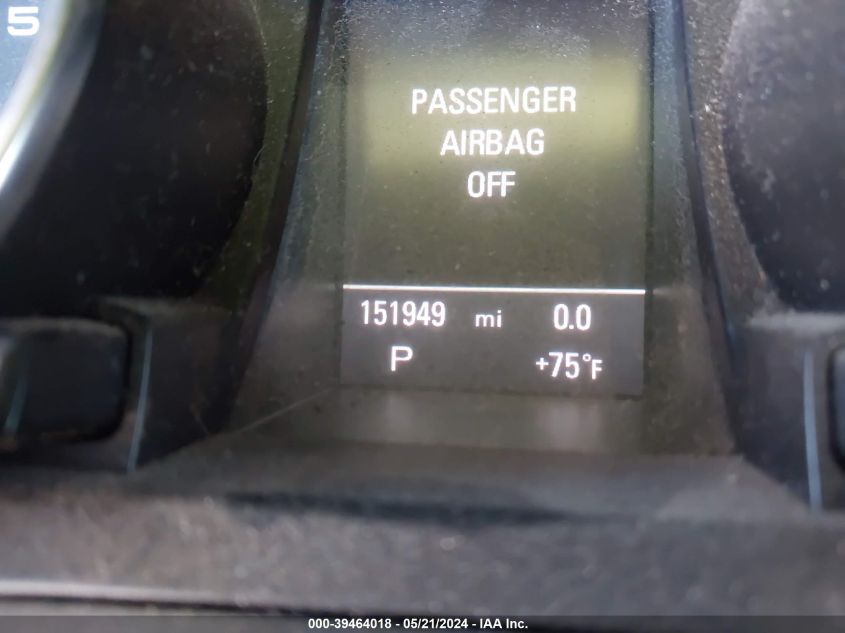 5
PASSENGER
AIRBAG
OFF
151949 mi 0.0
P +75°F
000-39464018 - 05/21/2024 - IAA Inc.